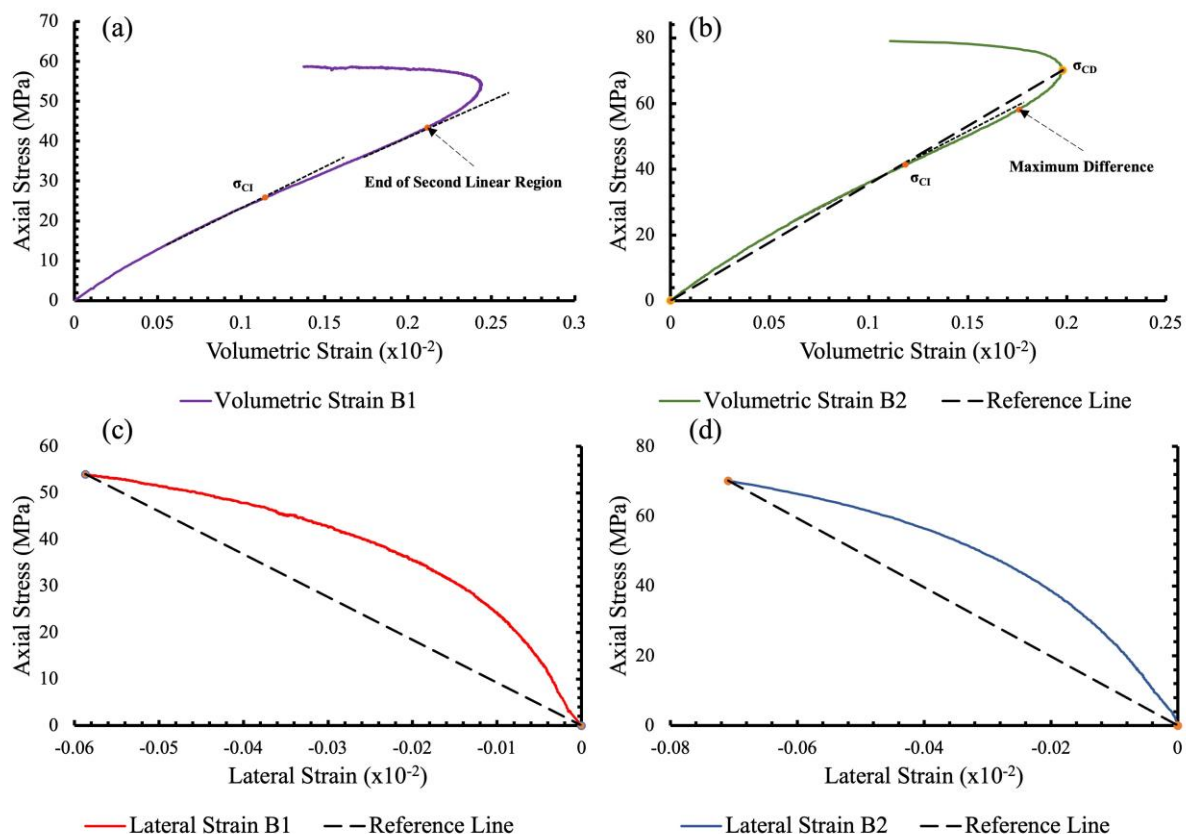 (a)
70
60
50
40
30
20
10
0
Axial Stress (MPa)
σCI
End of Second Linear Region
0 0.05 0.1 0.15 0.2 0.25 0.3
Volumetric Strain (x10-2)
Volumetric Strain B1
(b)
80
60
40
20
0
Axial Stress (MPa)
σCD
Maximum Difference
σCI
0 0.05 0.1 0.15 0.2 0.25
Volumetric Strain (x10-2)
Volumetric Strain B2 Reference Line
(c)
60
50
40
30
20
10
0
Axial Stress (MPa)
-0.06 -0.05 -0.04 -0.03 -0.02 -0.01 0
Lateral Strain (x10-2)
Lateral Strain B1 Reference Line
(d)
80
60
40
20
0
Axial Stress (MPa)
-0.08 -0.06 -0.04 -0.02 0
Lateral Strain (x10-2)
Lateral Strain B2 Reference Line